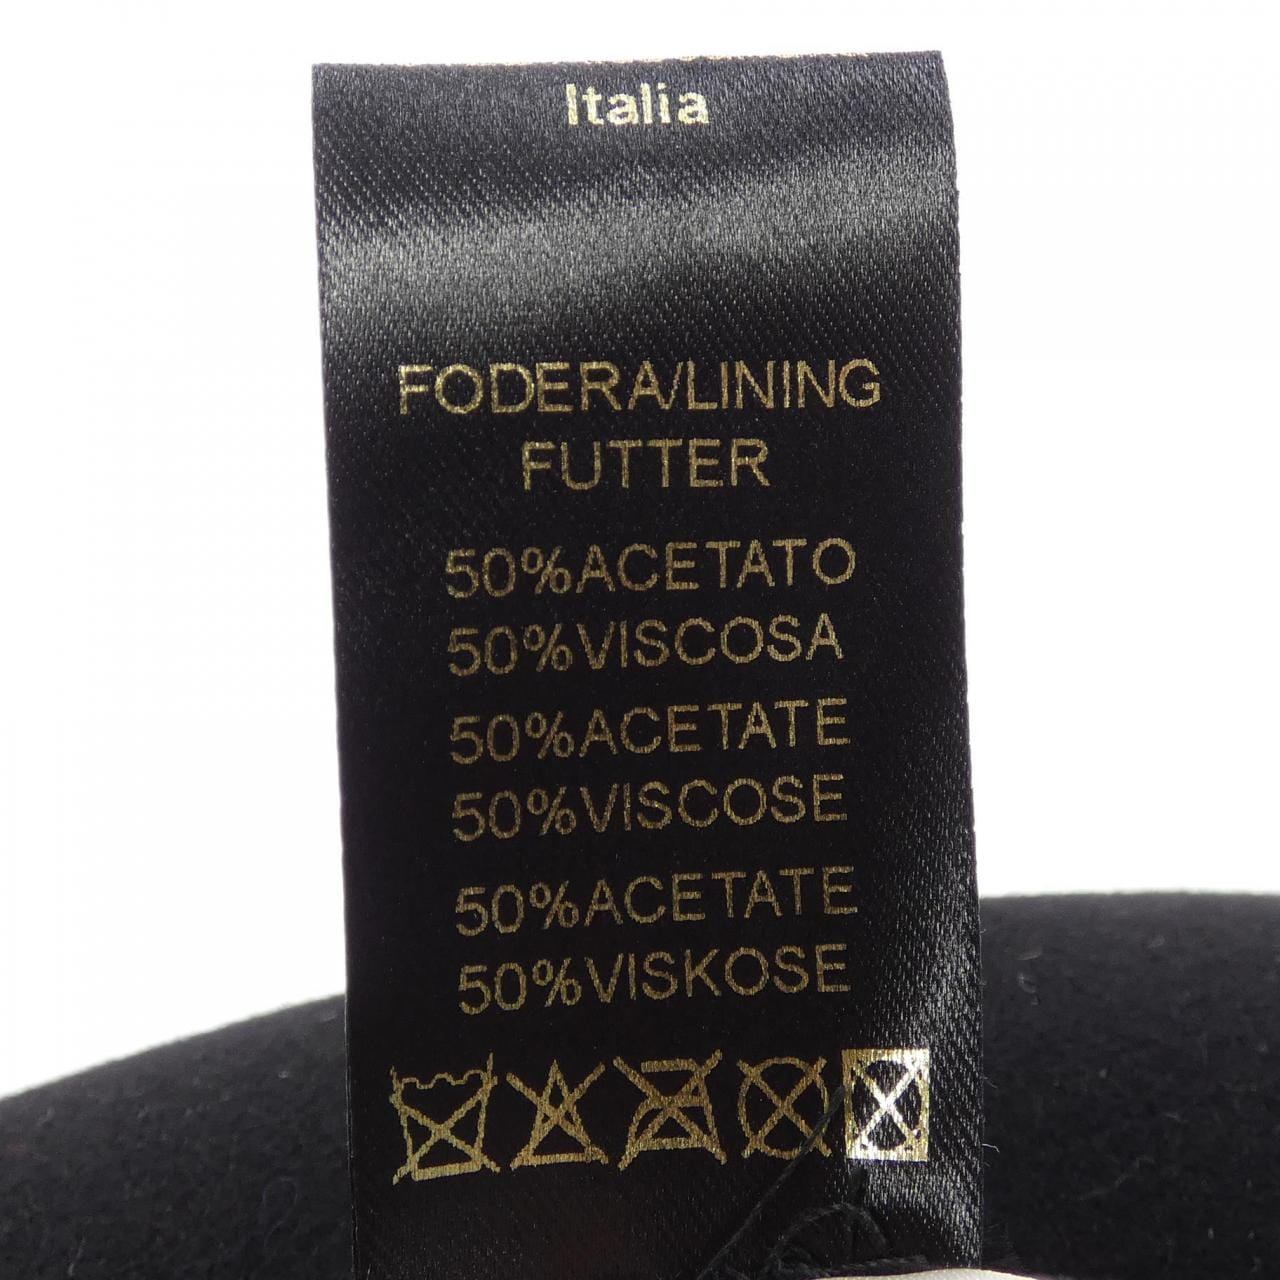 Italia
FODERA/LINING
FUTTER
50%ACETATO
50%VISCOSA
50%ACETATE
50%VISCOSE
50%ACETATE
50%VISKOSE